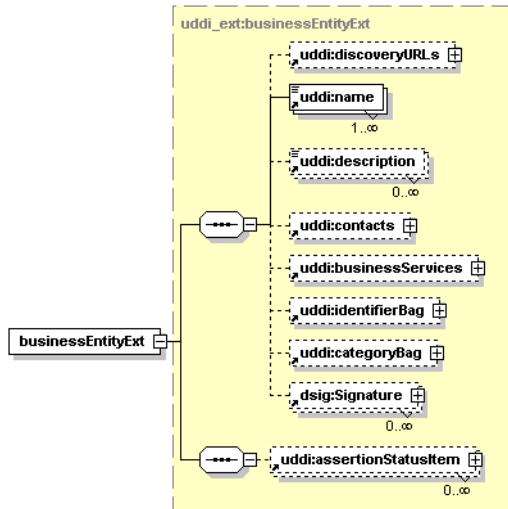 uddi_ext:businessEntityExt
uddi:discoveryURLs
uddi:name
1..∞
uddi:description
0..∞
uddi:contacts
uddi:businessServices
uddi:identifierBag
businessEntityExt
uddi:categoryBag
dsig:Signature
0..∞
uddi:assertionStatusItem
0..∞